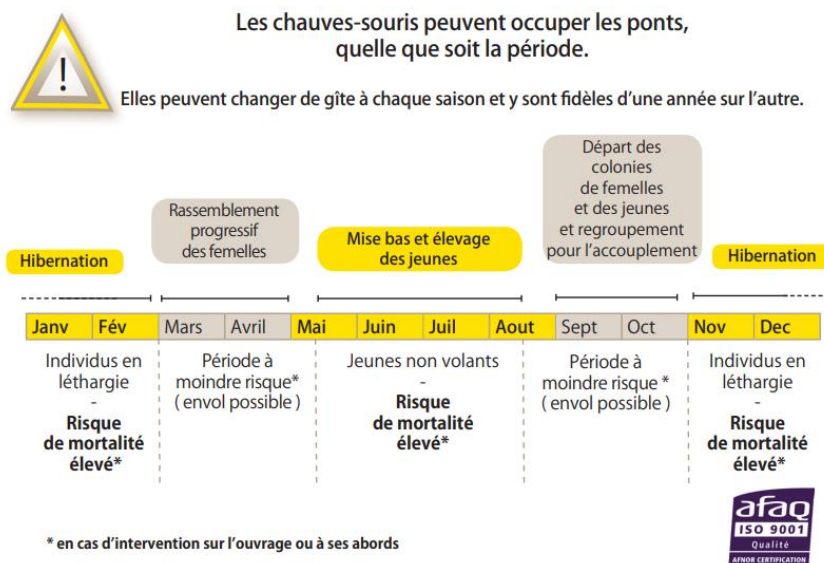 !
Les chauves-souris peuvent occuper les ponts,
quelle que soit la période.
Elles peuvent changer de gîte à chaque saison et y sont fidèles d'une année sur l'autre.
Hibernation
Rassemblement
progressif
des femelles
Mise bas et élevage
des jeunes
Départ des
colonies
de femelles
et des jeunes
et regroupement
pour l'accouplement
Hibernation
Janv Fév Mars Avril Mai Juin Juil Aout Sept Oct Nov Dec
Individus en
léthargie
-
Risque
de mortalité
élevé*
Période à
moindre risque*
( envol possible )
Jeunes non volants
-
Risque
de mortalité
élevé*
Période à
moindre risque *
( envol possible )
Individus en
léthargie
-
Risque
de mortalité
élevé*
* en cas d'intervention sur l'ouvrage ou à ses abords
afaq
ISO 9001
Qualité
AFNOR CERTIFICATION